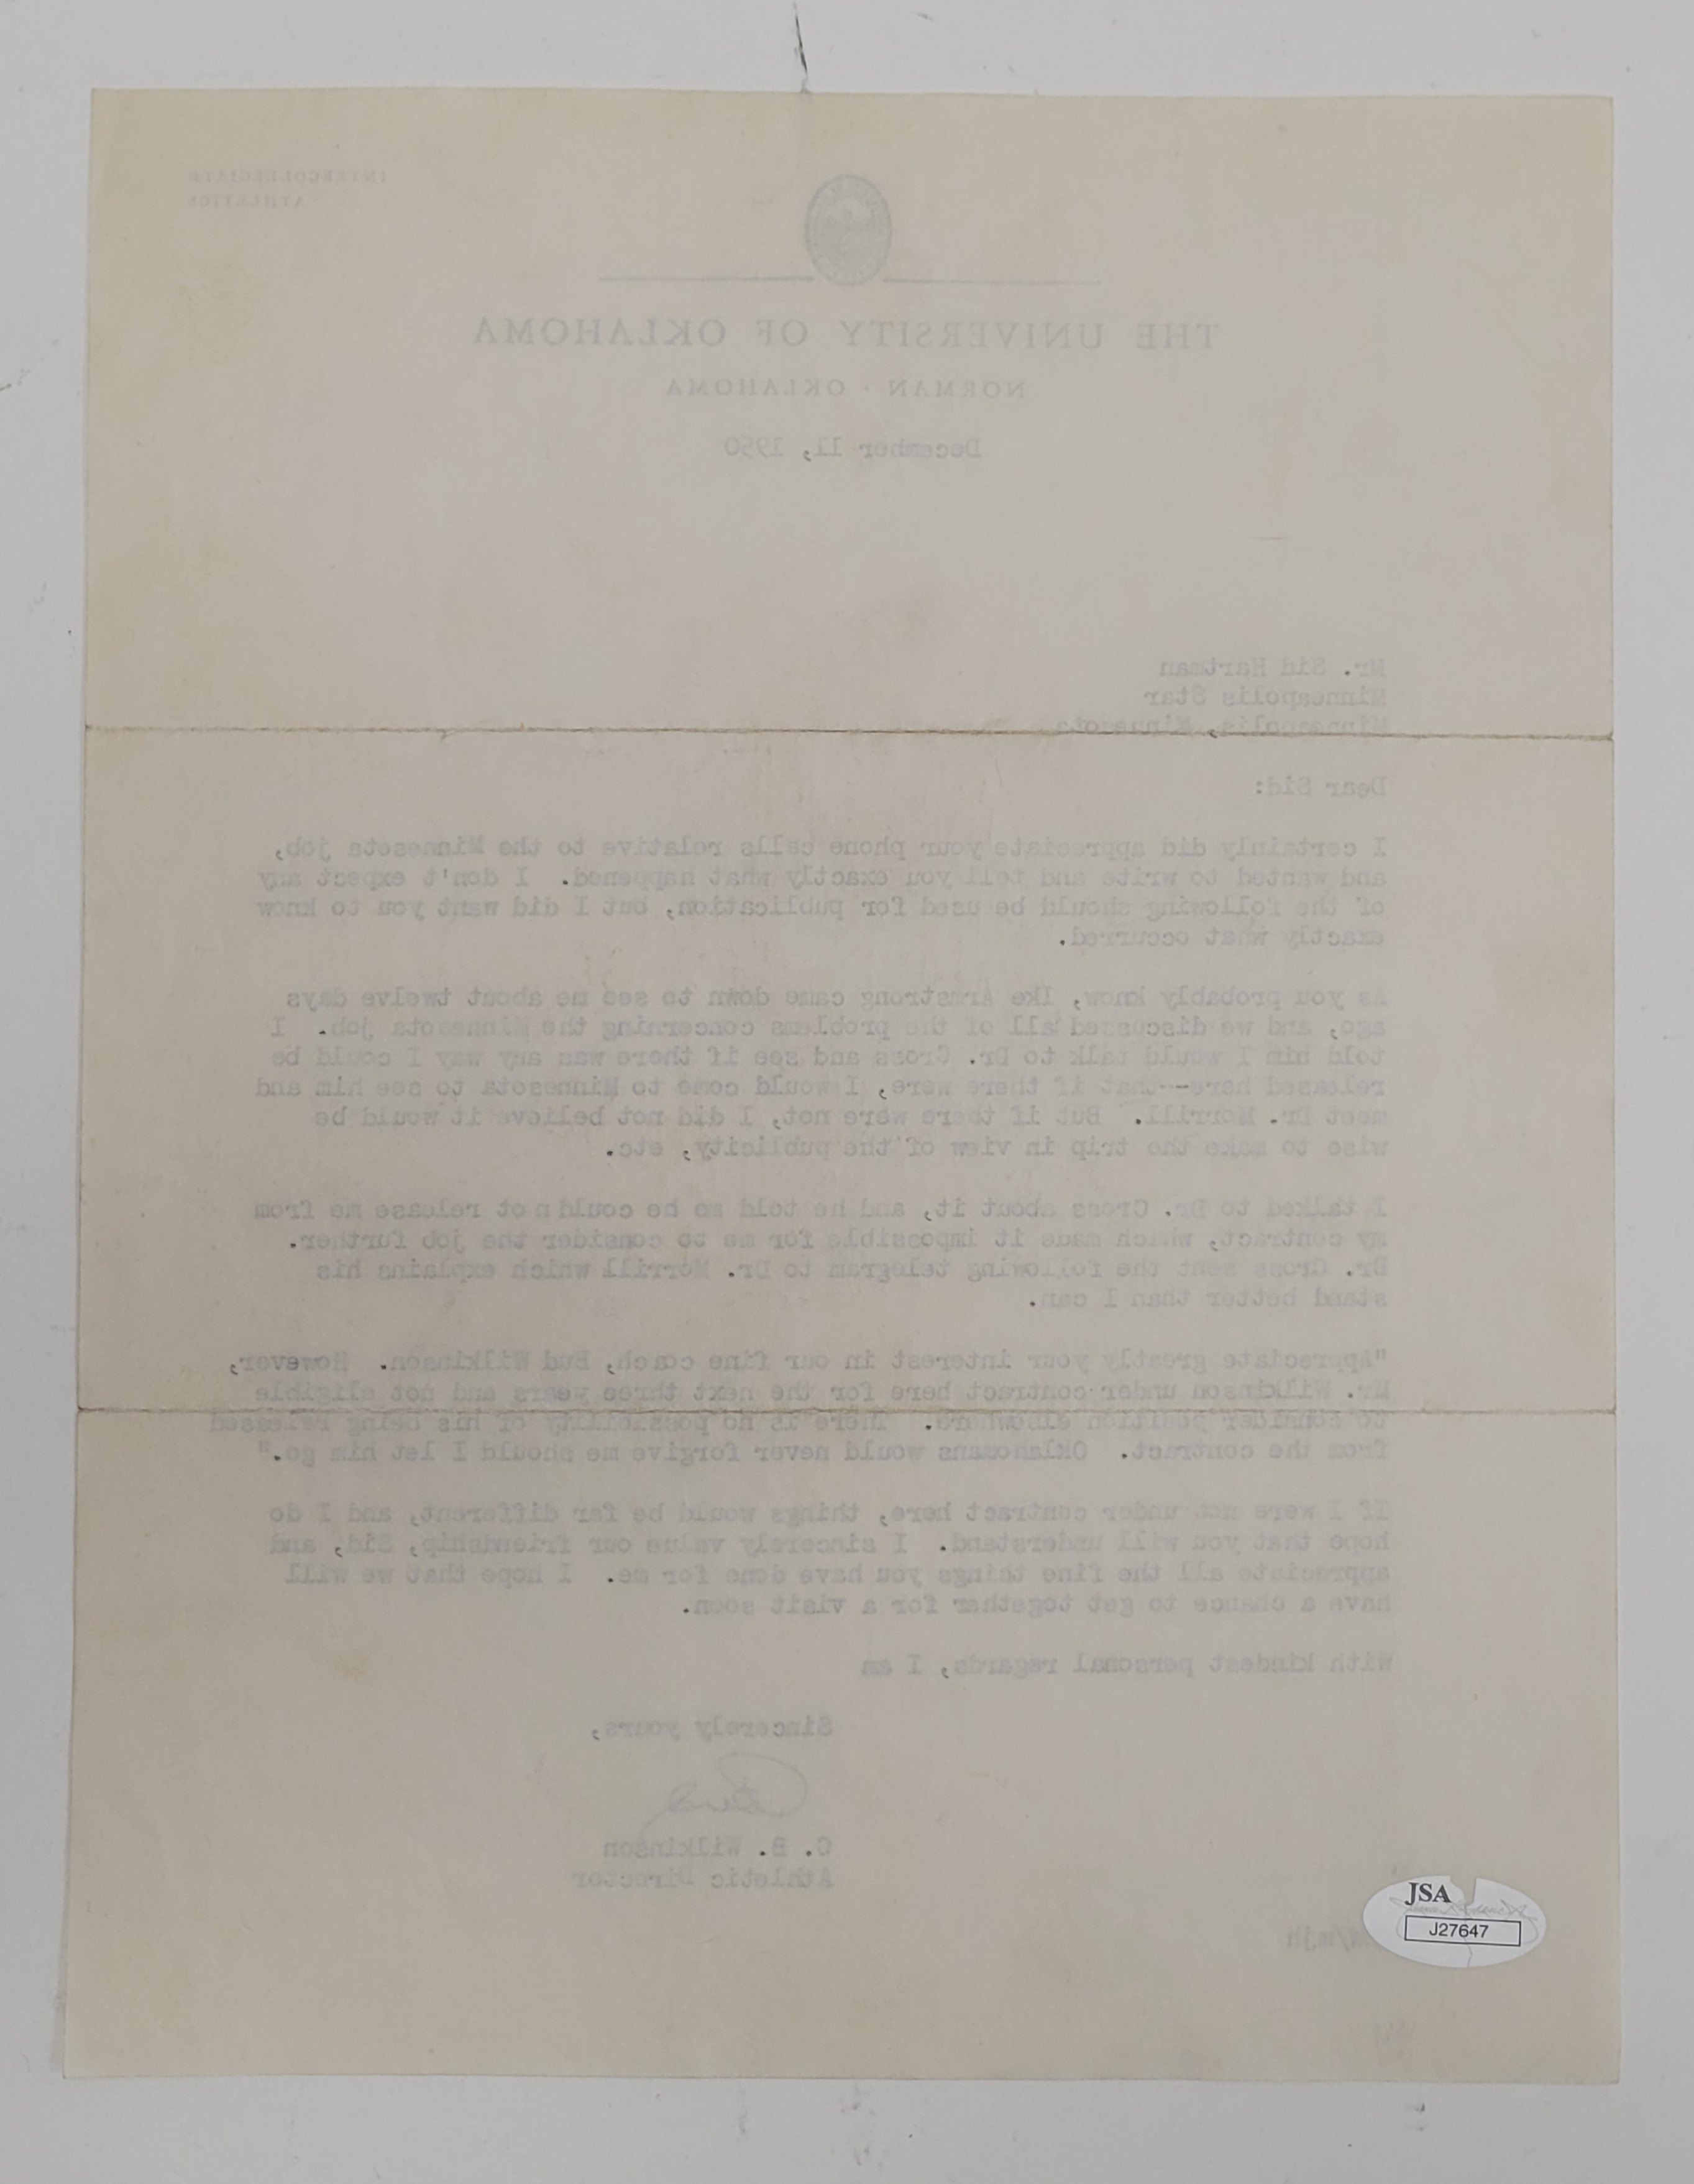 INTERCOLLEGIATE
ATHLETICS
THE UNIVERSITY OF OKLAHOMA
NORMAN · OKLAHOMA
December 11, 1950
Mr. Sid Hartman
Minneapolis Star
Minneapolis, Minnesota
Dear Sid:
I certainly did appreciate your phone calls relative to the Minnesota job,
and wanted to write and tell you exactly what happened. I don't expect any
of the following should be used for publication, but I did want you to know
exactly what occurred.
As you probably know, Ike Armstrong came down to see me about twelve days
ago, and we discussed all of the problems concerning the Minnesota job. I
told him I would talk to Dr. Cross and see if there was any way I could be
released here--that if there were, I would come to Minnesota to see him and
meet Dr. Morrill. But if there were not, I did not believe it would be
wise to make the trip in view of the publicity, etc.
I talked to Dr. Cross about it, and he told me he could not release me from
my contract, which made it impossible for me to consider the job further.
Dr. Cross sent the following telegram to Dr. Morrill which explains his
stand better than I can.
"Appreciate greatly your interest in our fine coach, Bud Wilkinson. However,
Mr. Wilkinson under contract here for the next three years and not eligible
to consider position elsewhere. There is no possibility of his being released
from the contract. Oklahomans would never forgive me should I let him go."
If I were not under contract here, things would be far different, and I do
hope that you will understand. I sincerely value our friendship, Sid, and
appreciate all the fine things you have done for me. I hope that we will
have a chance to get together for a visit soon.
With kindest personal regards, I am
Sincerely yours,
Bud
C. B. Wilkinson
Athletic Director
JSA
J27647